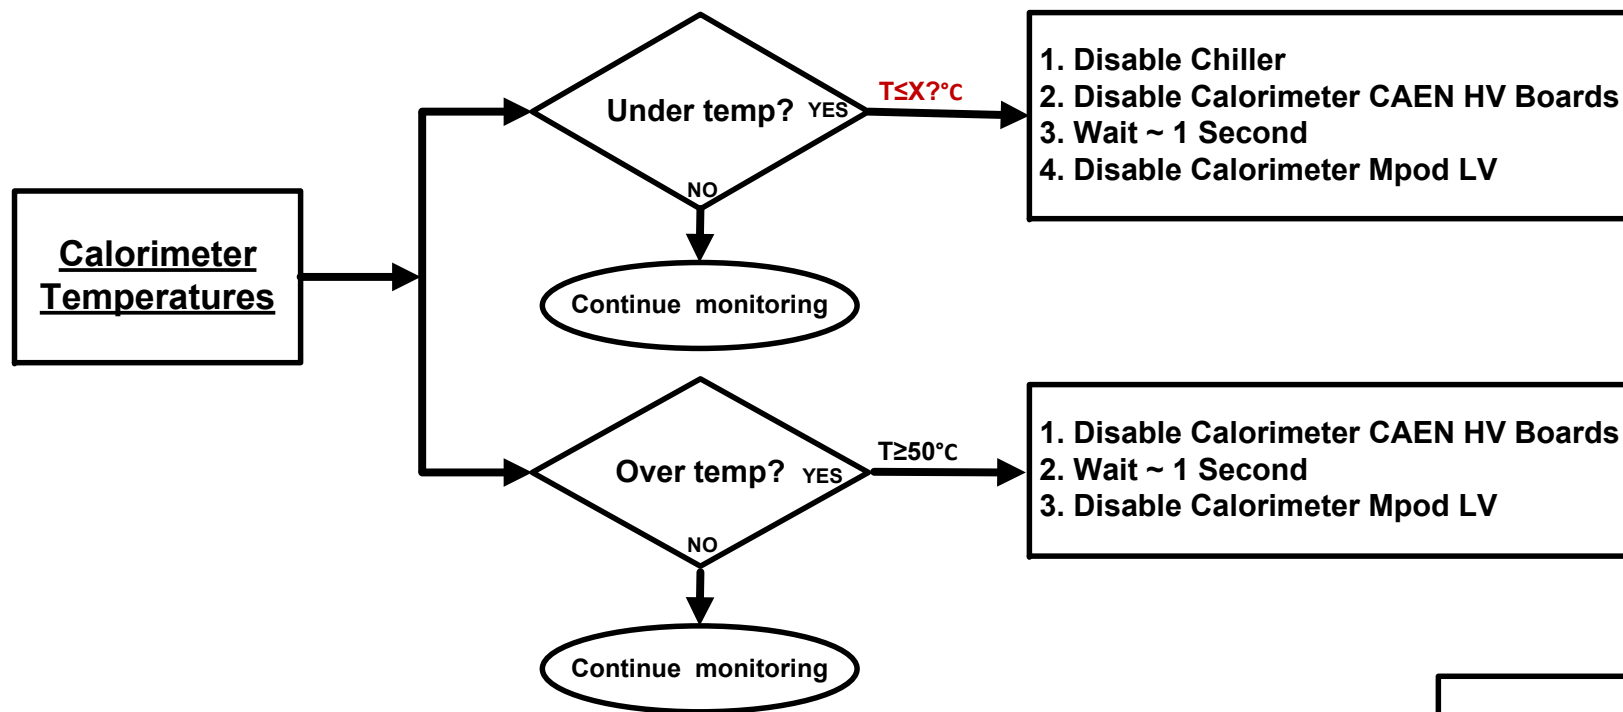 Calorimeter
Temperatures
Under temp? YES
NO
Continue  monitoring
T≤X?°C
1. Disable Chiller
2. Disable Calorimeter CAEN HV Boards
3. Wait ~ 1 Second
4. Disable Calorimeter Mpod LV
Over temp? YES
NO
Continue  monitoring
T≥50°C
1. Disable Calorimeter CAEN HV Boards
2. Wait ~ 1 Second
3. Disable Calorimeter Mpod LV